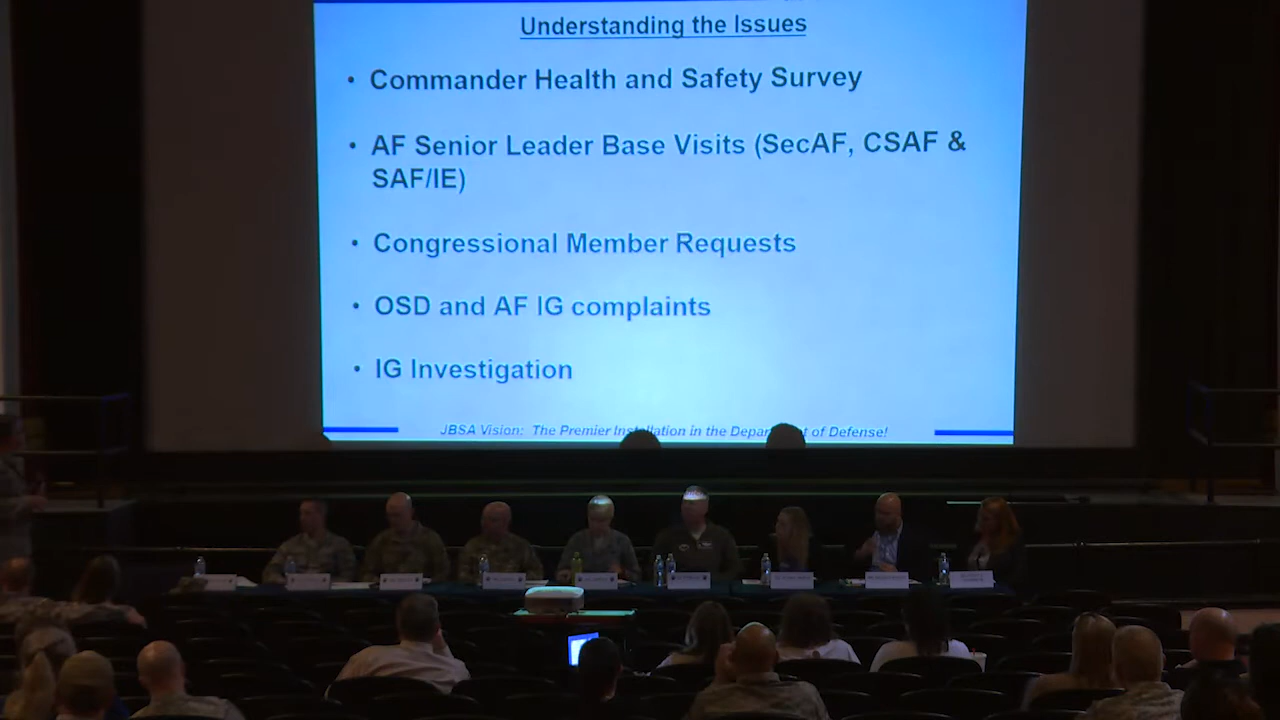 Understanding the Issues
• Commander Health and Safety Survey
• AF Senior Leader Base Visits (SecAF, CSAF &
SAF/IE)
• Congressional Member Requests
• OSD and AF IG complaints
• IG Investigation
JBSA Vision: The Premier Installation in the Department of Defense!